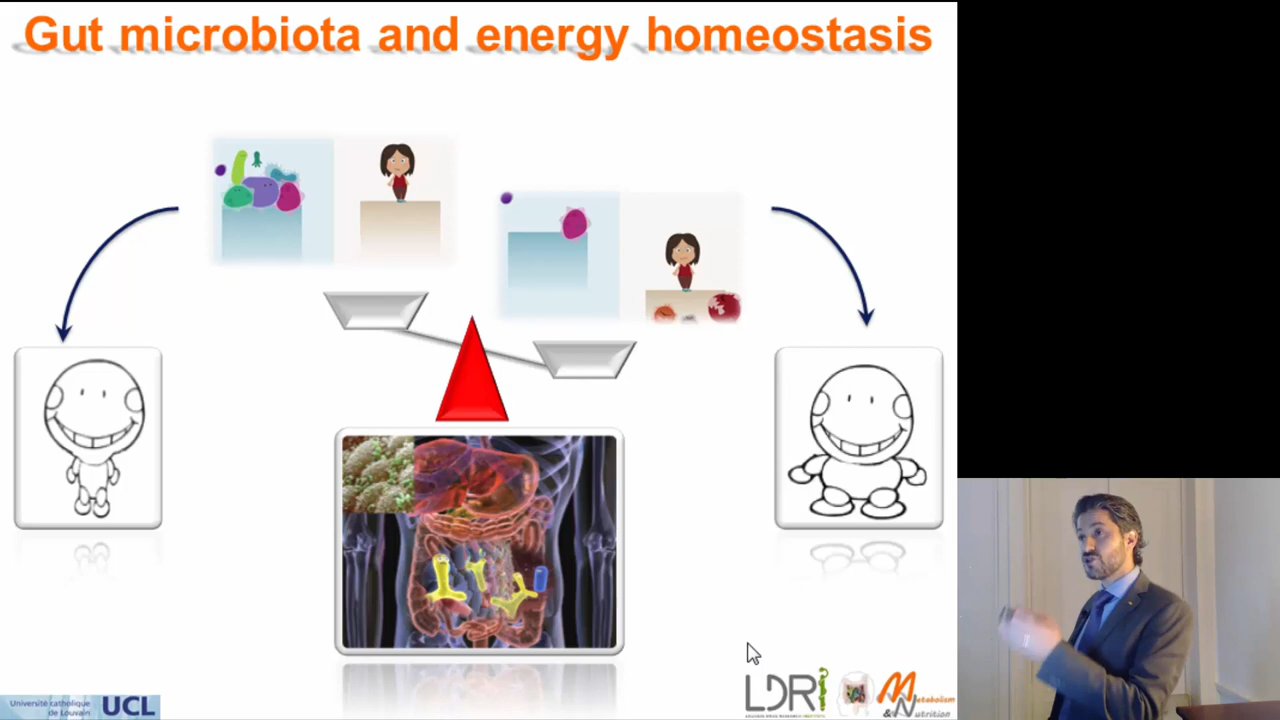 Gut microbiota and energy homeostasis
Université catholique
de Louvain
UCL
LDRI
Metabolism
& Nutrition